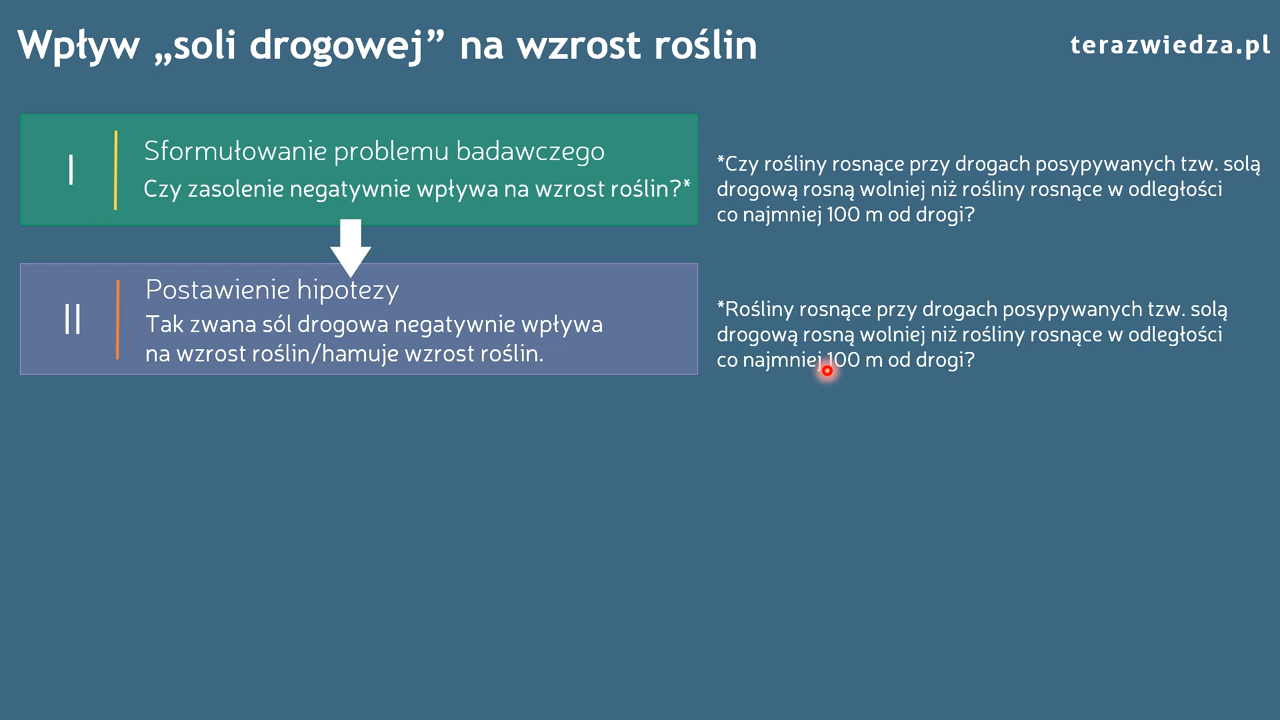 Wpływ „soli drogowej” na wzrost roślin
terazwiedza.pl
I
Sformułowanie problemu badawczego
Czy zasolenie negatywnie wpływa na wzrost roślin?*
*Czy rośliny rosnące przy drogach posypywanych tzw. solą
drogową rosną wolniej niż rośliny rosnące w odległości
co najmniej 100 m od drogi?
II
Postawienie hipotezy
Tak zwana sól drogowa negatywnie wpływa
na wzrost roślin/hamuje wzrost roślin.
*Rośliny rosnące przy drogach posypywanych tzw. solą
drogową rosną wolniej niż rośliny rosnące w odległości
co najmniej 100 m od drogi?